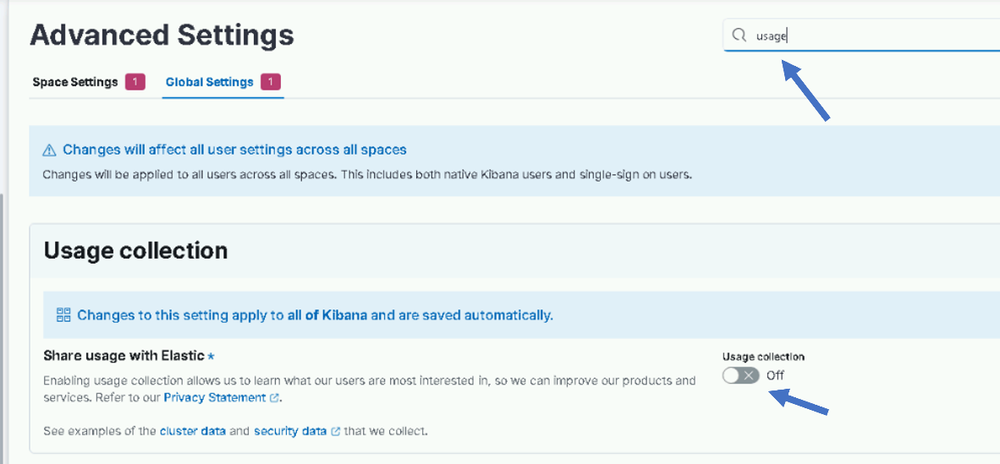 Advanced Settings
usage
Space Settings 1 Global Settings 1
Changes will affect all user settings across all spaces
Changes will be applied to all users across all spaces. This includes both native Kibana users and single-sign on users.
Usage collection
Changes to this setting apply to all of Kibana and are saved automatically.
Share usage with Elastic *
Usage collection
Enabling usage collection allows us to learn what our users are most interested in, so we can improve our products and
Off
services. Refer to our Privacy Statement.
See examples of the cluster data and security data that we collect.